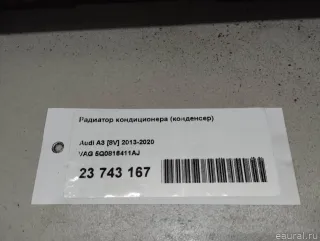 Радиатор кондиционера (конденсер)
Audi A3 [8V] 2013-2020
VAG 5Q0816411AJ
23 743 167
© eaural.ru